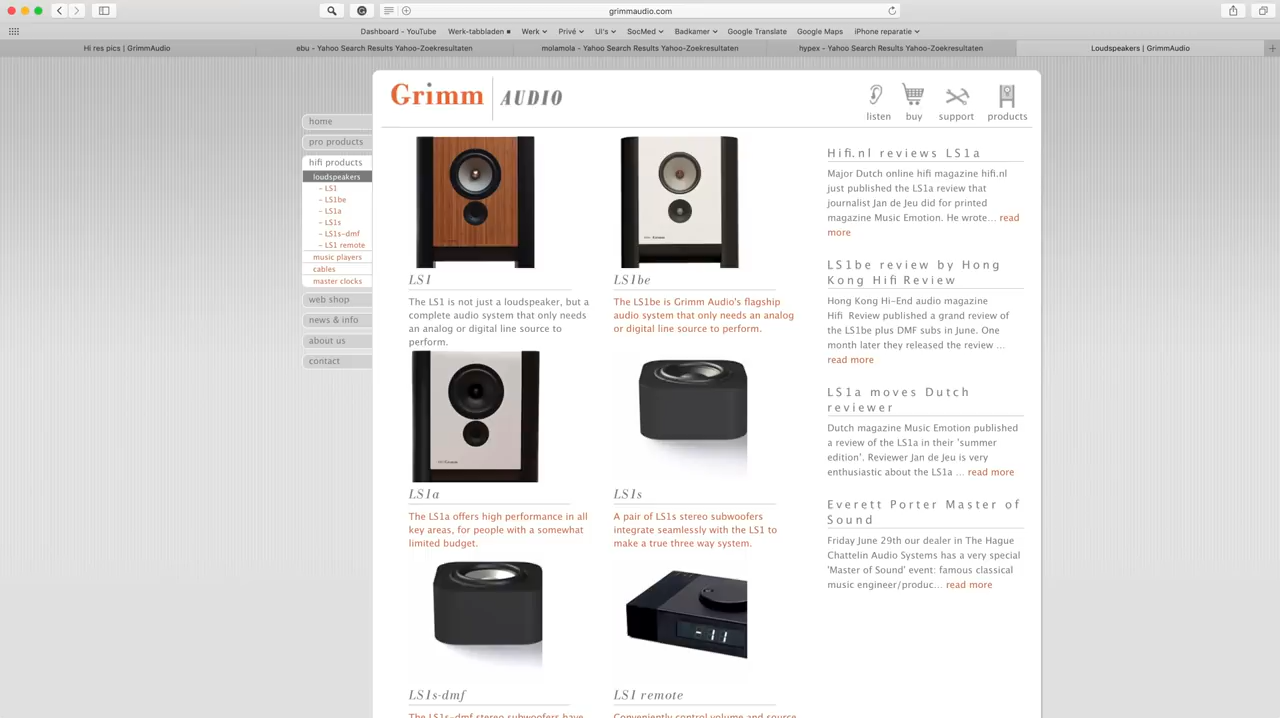 grimmaudio.com
Dashboard - YouTube Werk-tabbladen Werk Privé UI's SocMed Badkamer Google Translate Google Maps iPhone reparatie
Hi res pics | GrimmAudio
ebu - Yahoo Search Results Yahoo-Zoekresultaten
molamola - Yahoo Search Results Yahoo-Zoekresultaten
hypex - Yahoo Search Results Yahoo-Zoekresultaten
Loudspeakers | GrimmAudio
Grimm AUDIO
listen
buy
support
products
home
pro products
hifi products
loudspeakers
- LS1
- LS1be
- LS1a
- LS1s
- LS1s-dmf
- LS1 remote
music players
cables
master clocks
web shop
news & info
about us
contact
LS1
The LS1 is not just a loudspeaker, but a
complete audio system that only needs
an analog or digital line source to
perform.
LS1be
The LS1be is Grimm Audio's flagship
audio system that only needs an analog
or digital line source to perform.
LS1a
The LS1a offers high performance in all
key areas, for people with a somewhat
limited budget.
LS1s
A pair of LS1s stereo subwoofers
integrate seamlessly with the LS1 to
make a true three way system.
-11
LS1s-dmf
The LS1s-dmf stereo subwoofers have
LS1 remote
Conveniently control volume and source
Hifi.nl reviews LS1a
Major Dutch online hifi magazine hifi.nl
just published the LS1a review that
journalist Jan de Jeu did for printed
magazine Music Emotion. He wrote... read
more
LS1be review by Hong
Kong Hifi Review
Hong Kong Hi-End audio magazine
Hifi Review published a grand review of
the LS1be plus DMF subs in June. One
month later they released the review ...
read more
LS1a moves Dutch
reviewer
Dutch magazine Music Emotion published
a review of the LS1a in their 'summer
edition'. Reviewer Jan de Jeu is very
enthusiastic about the LS1a ... read more
Everett Porter Master of
Sound
Friday June 29th our dealer in The Hague
Chattelin Audio Systems has a very special
'Master of Sound' event: famous classical
music engineer/produc... read more